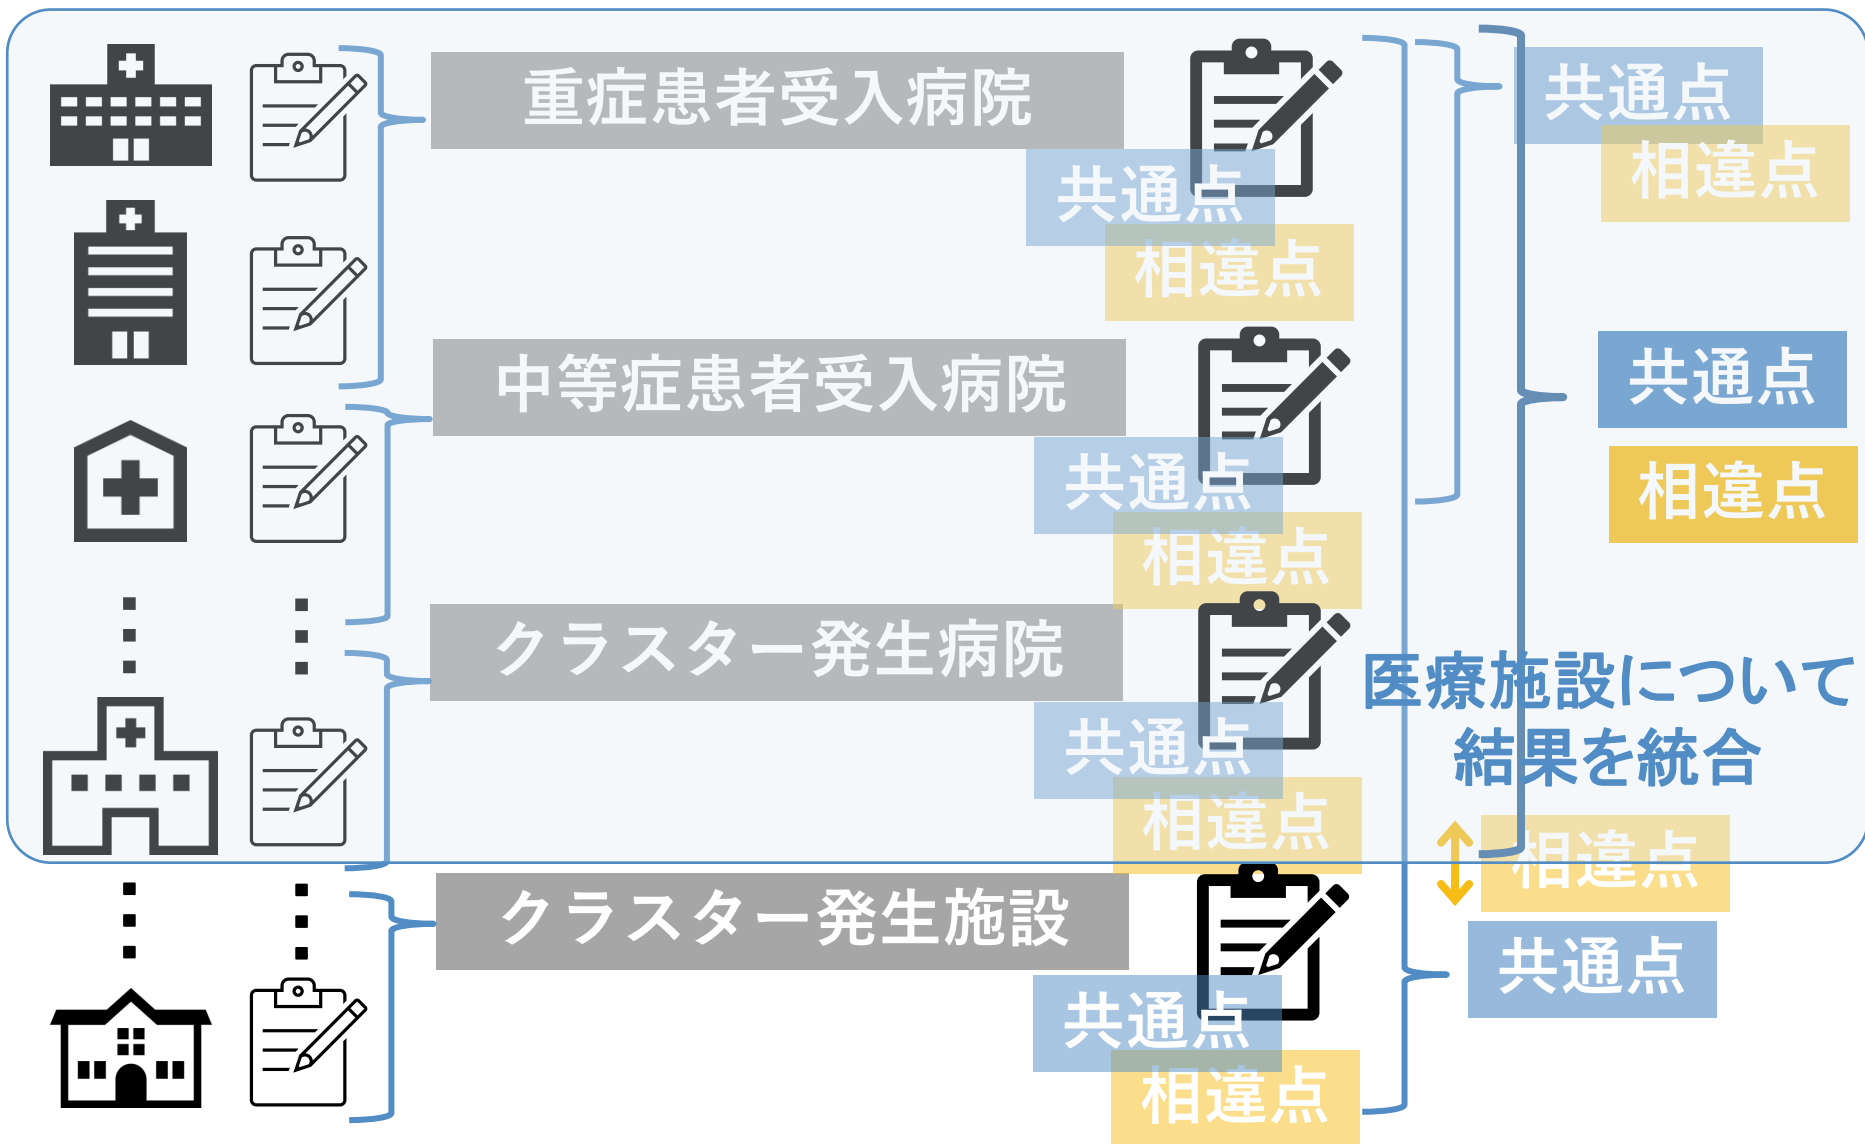 重症患者受入病院
共通点
相違点
共通点
相違点
中等症患者受入病院
共通点
相違点
共通点
相違点
クラスター発生病院
共通点
相違点
医療施設について
結果を統合
相違点
共通点
クラスター発生施設
共通点
相違点